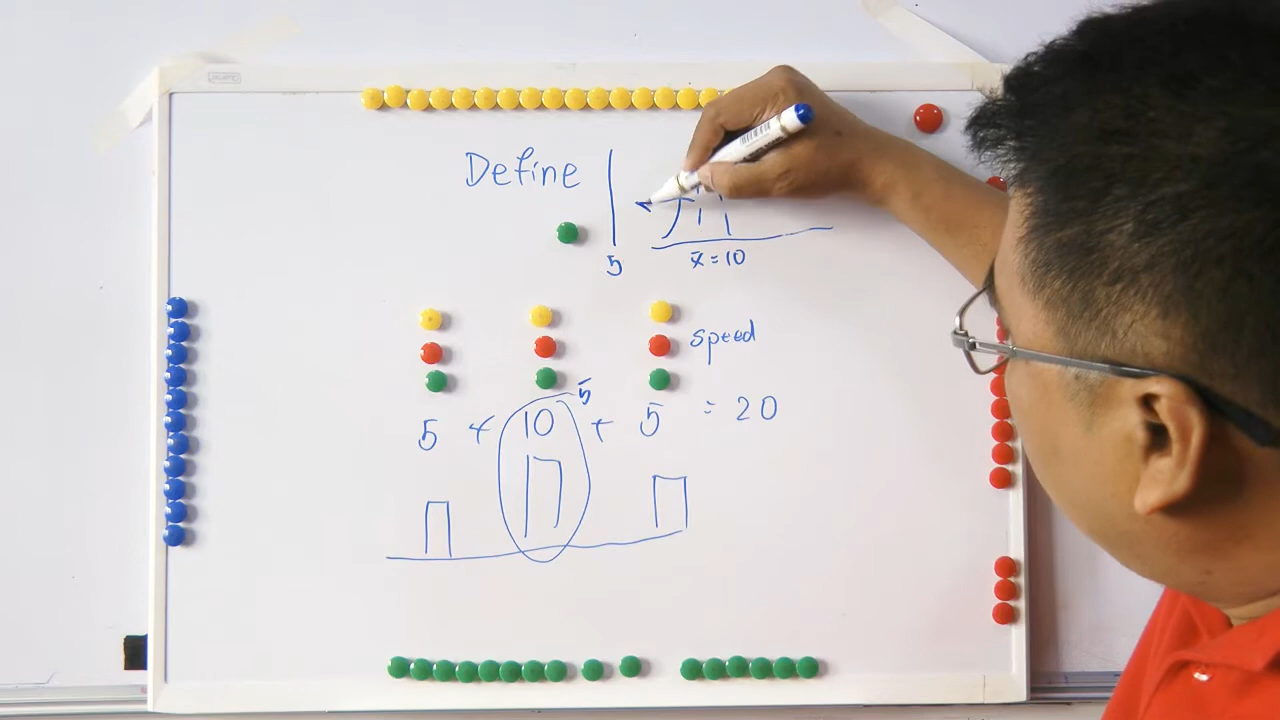 Define
5
x̄ = 10
speed
5
5 + 10 + 5 = 20